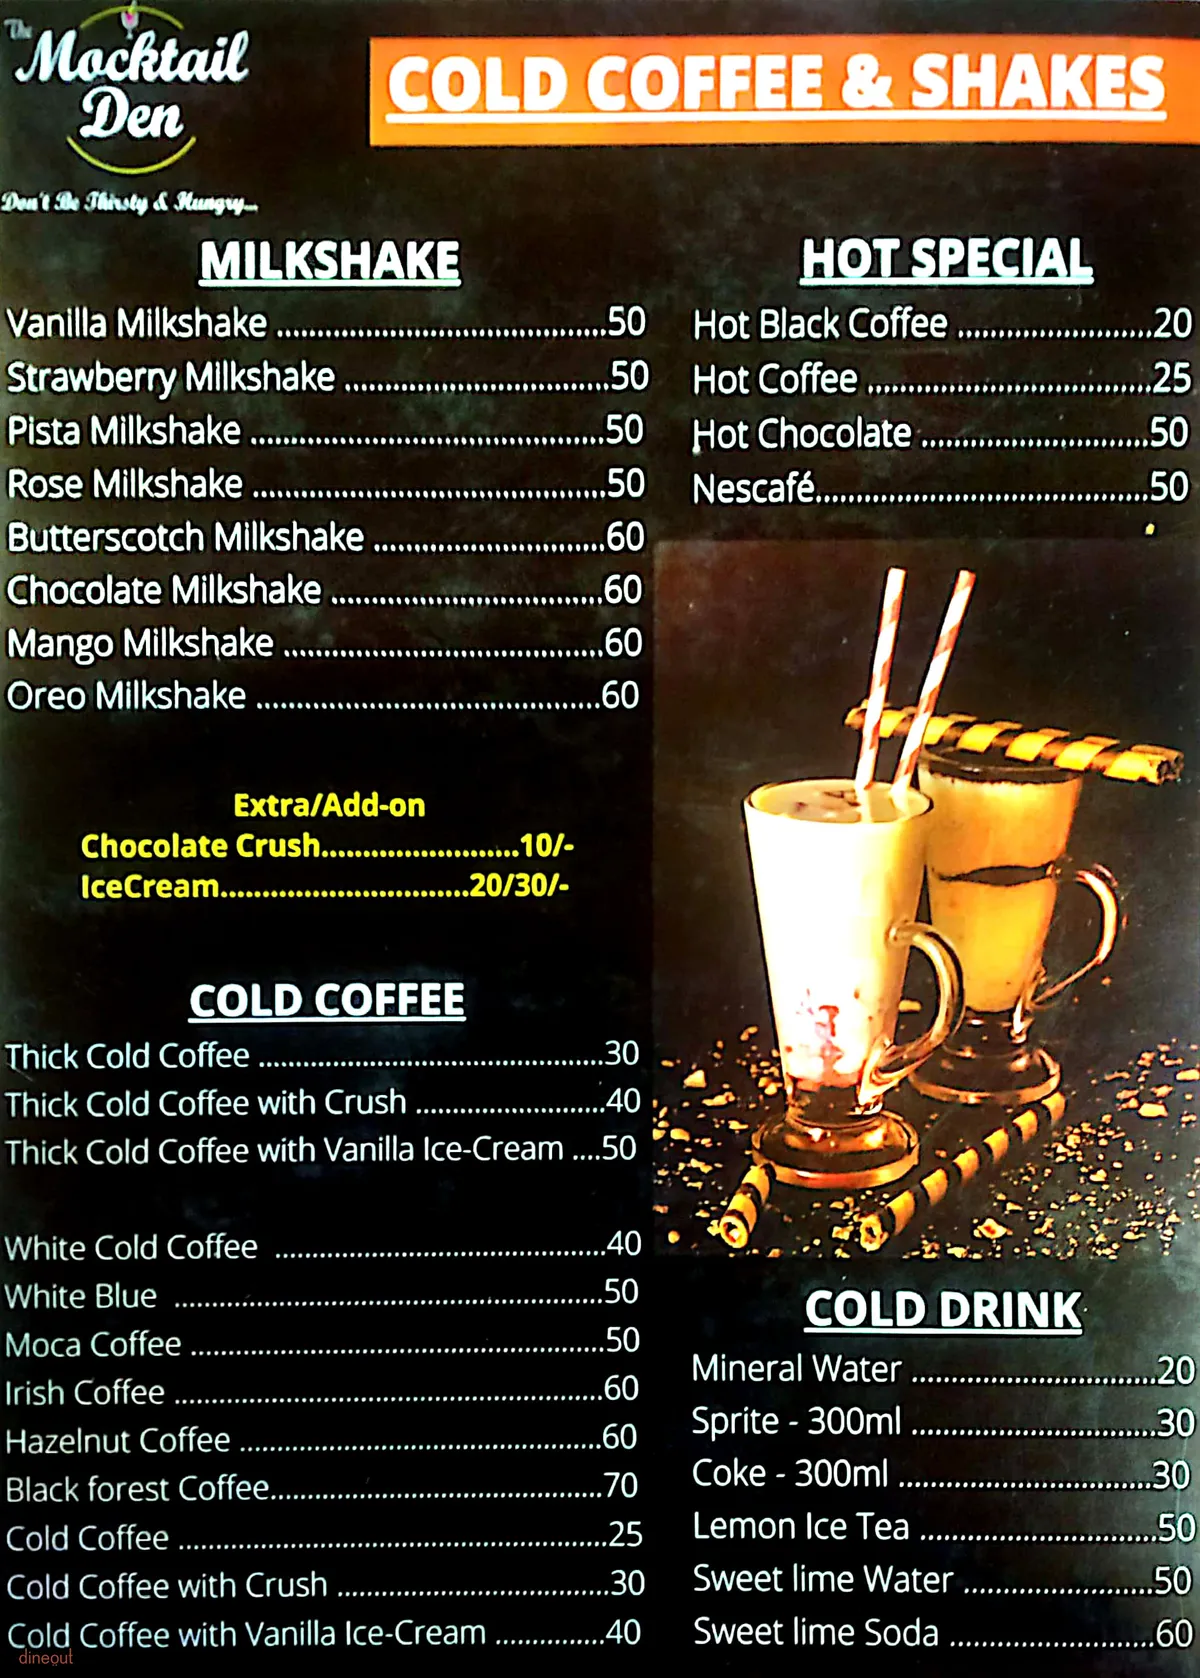 The
Mocktail
Den
Don't Be Thirsty & Hungry...
COLD COFFEE & SHAKES
MILKSHAKE
Vanilla Milkshake ..........50
Strawberry Milkshake ..........50
Pista Milkshake ..........50
Rose Milkshake ..........50
Butterscotch Milkshake ..........60
Chocolate Milkshake ..........60
Mango Milkshake ..........60
Oreo Milkshake ..........60
Extra/Add-on
Chocolate Crush..........10/-
IceCream..........20/30/-
COLD COFFEE
Thick Cold Coffee ..........30
Thick Cold Coffee with Crush ..........40
Thick Cold Coffee with Vanilla Ice-Cream ....50
White Cold Coffee ..........40
White Blue ..........50
Moca Coffee ..........50
Irish Coffee ..........60
Hazelnut Coffee ..........60
Black forest Coffee..........70
Cold Coffee ..........25
Cold Coffee with Crush ..........30
Cold Coffee with Vanilla Ice-Cream ..........40
HOT SPECIAL
Hot Black Coffee ..........20
Hot Coffee ..........25
Hot Chocolate ..........50
Nescafé..........50
COLD DRINK
Mineral Water ..........20
Sprite - 300ml ..........30
Coke - 300ml ..........30
Lemon Ice Tea ..........50
Sweet lime Water ..........50
Sweet lime Soda ..........60
dineout